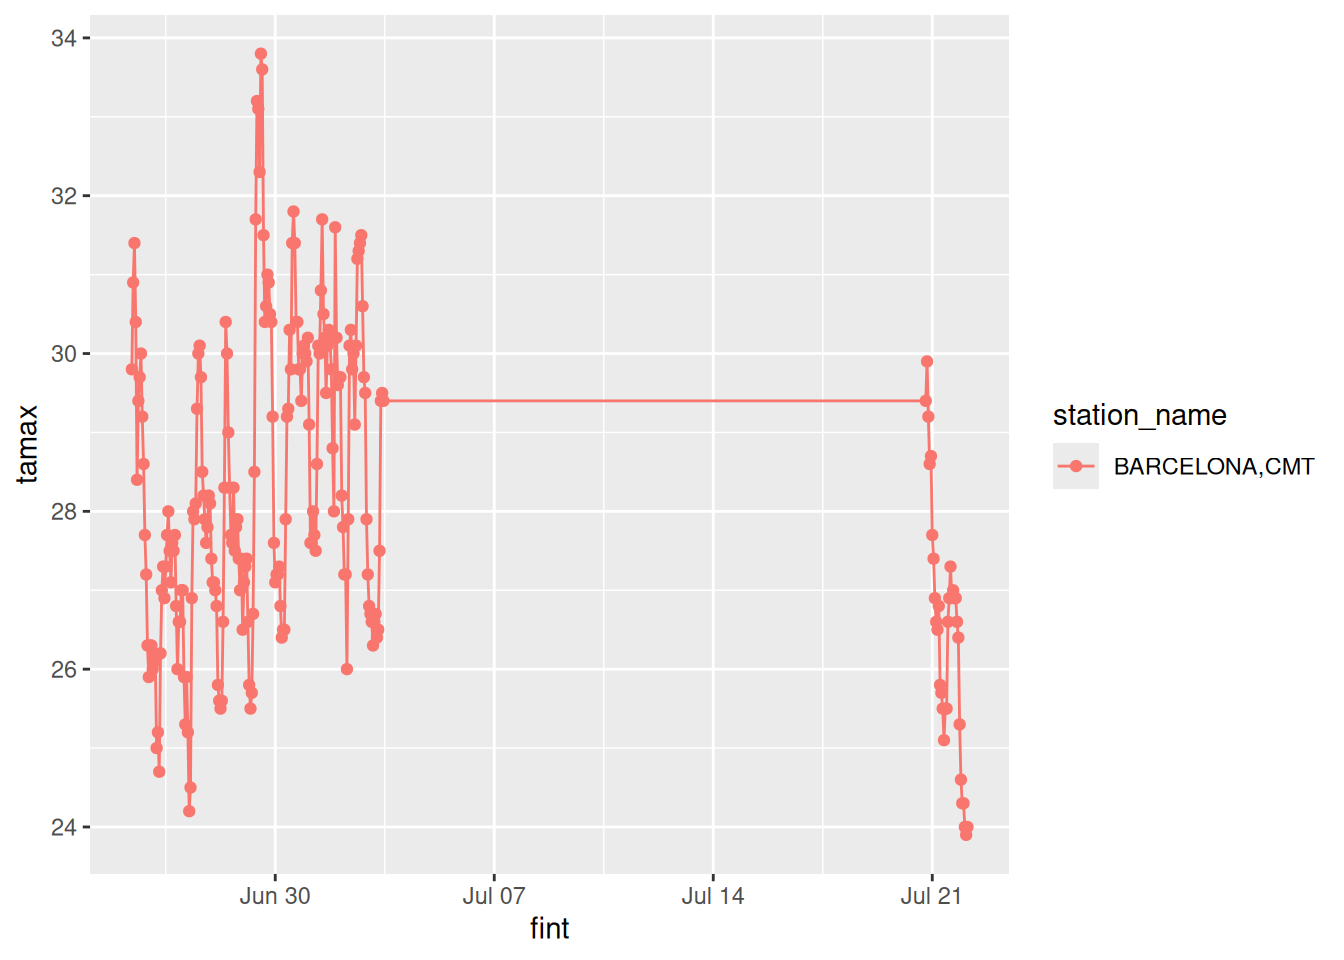 34
32
30
28
26
24
tamax
Jun 30
Jul 07
Jul 14
Jul 21
fint
station_name
BARCELONA,CMT